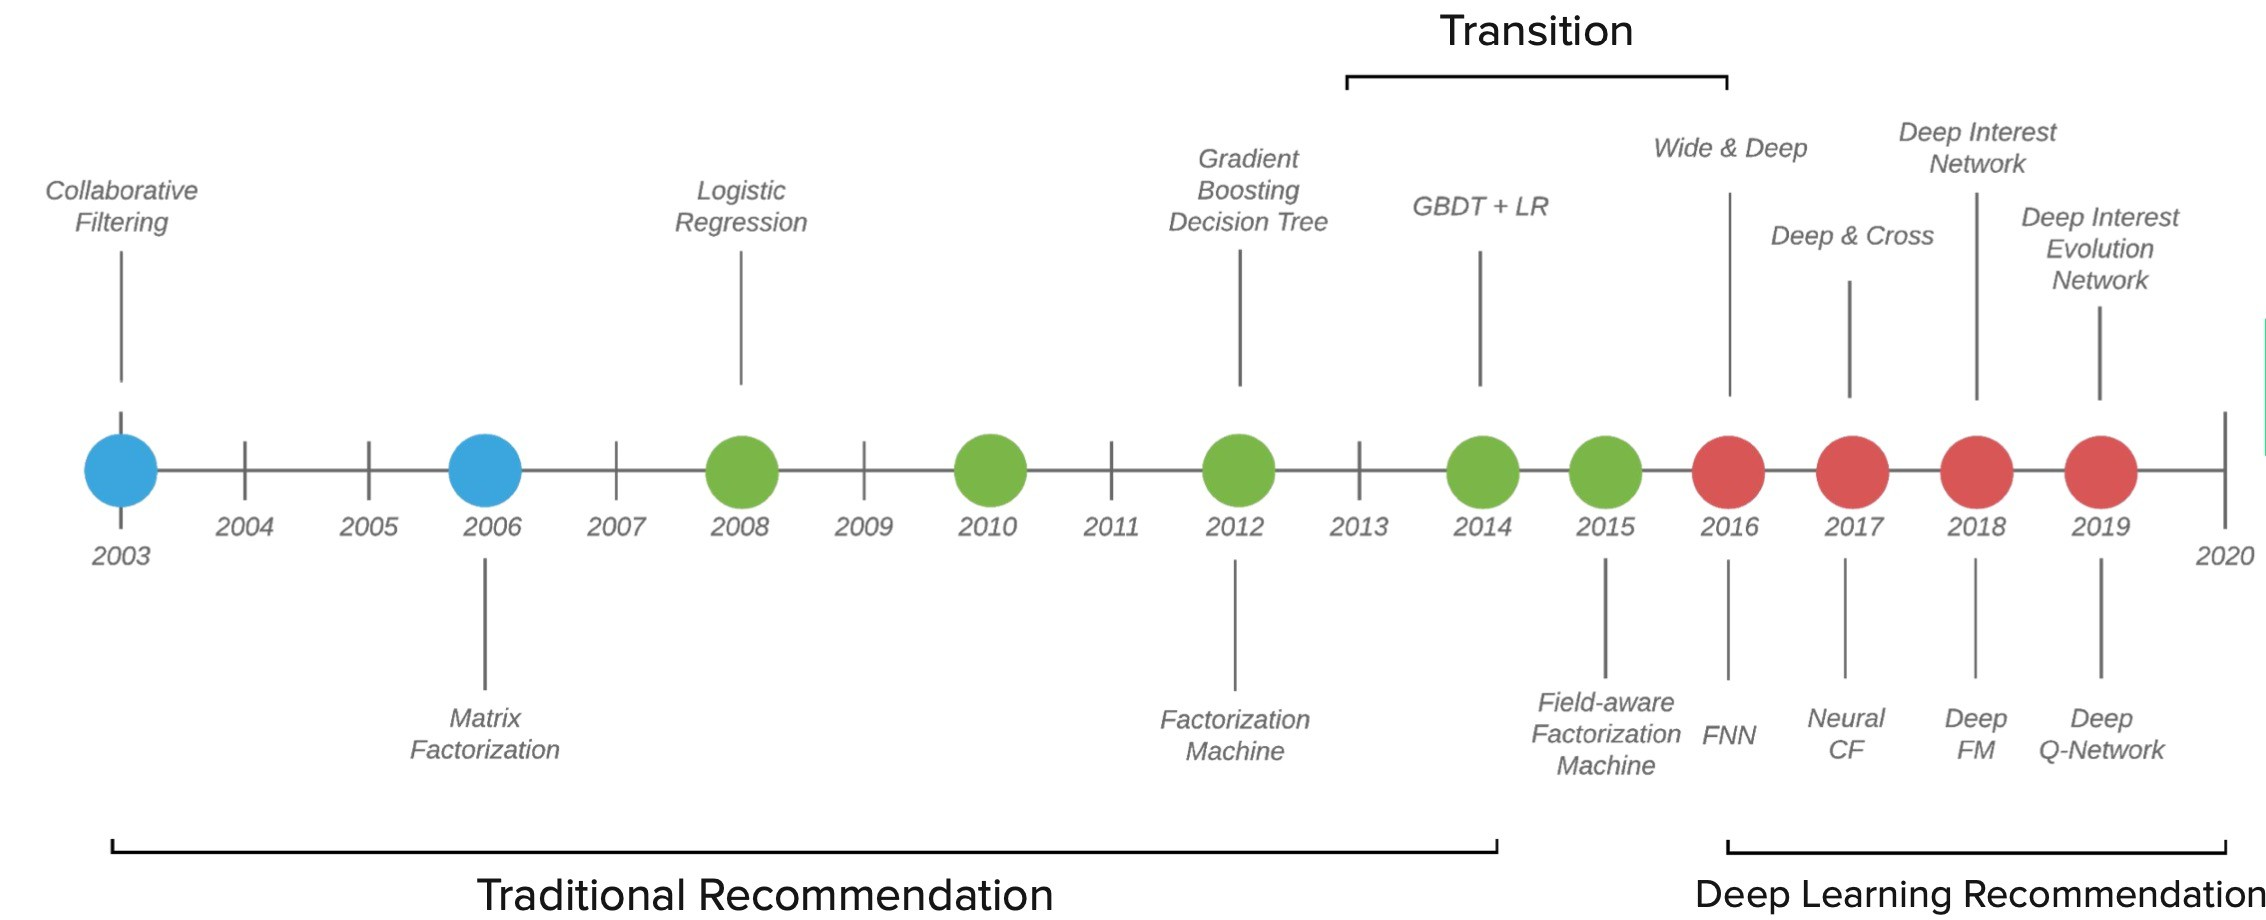 Transition
Deep Interest
Network
Wide & Deep
Gradient
Boosting
Decision Tree
Collaborative
Filtering
Logistic
Regression
GBDT + LR
Deep & Cross
Deep Interest
Evolution
Network
2003
2004
2005
2006
2007
2008
2009
2010
2011
2012
2013
2014
2015
2016
2017
2018
2019
2020
Matrix
Factorization
Factorization
Machine
Field-aware
Factorization
Machine
FNN
Neural
CF
Deep
FM
Deep
Q-Network
Traditional Recommendation
Deep Learning Recommendation